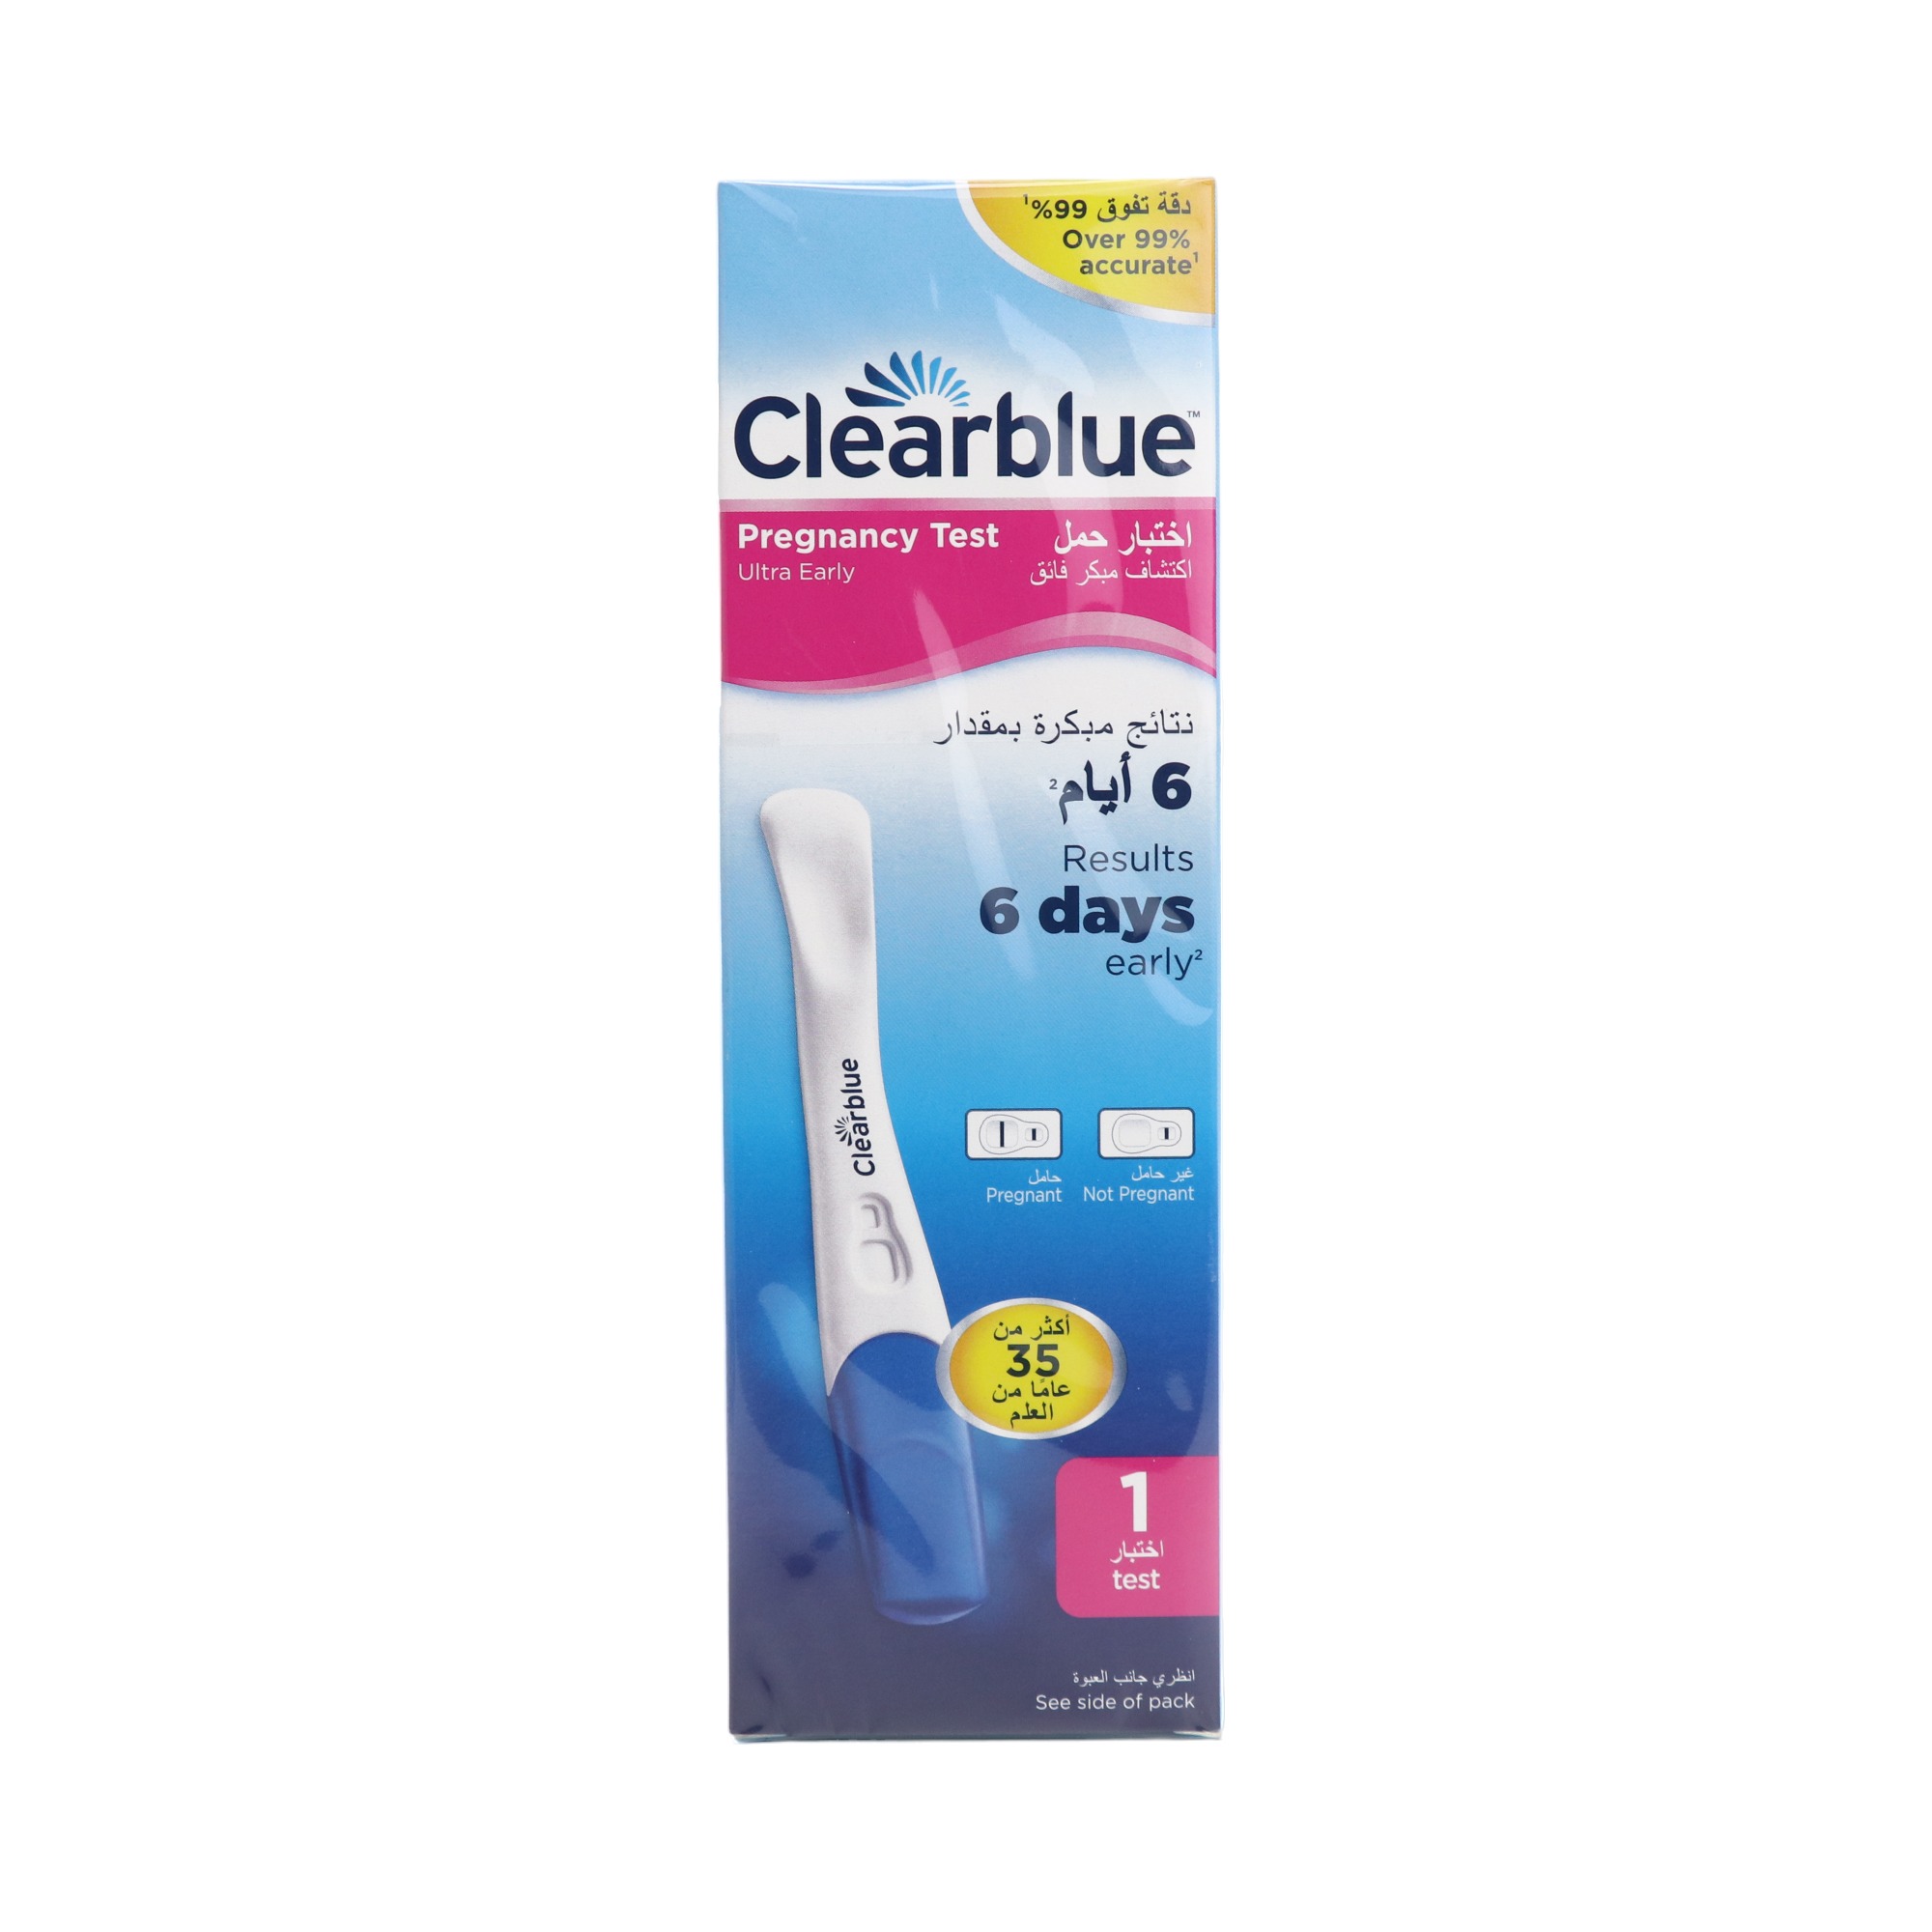 دقة تفوق 99%¹
Over 99%
accurate¹
Clearblue™
Pregnancy Test
اختبار حمل
Ultra Early
اكتشاف مبكر فائق
نتائج مبكرة بمقدار
6 أيام²
Results
6 days
early²
Clearblue
حامل
Pregnant
غير حامل
Not Pregnant
أكثر من
35
عامًا من
العلم
1
اختبار
test
انظري جانب العبوة
See side of pack